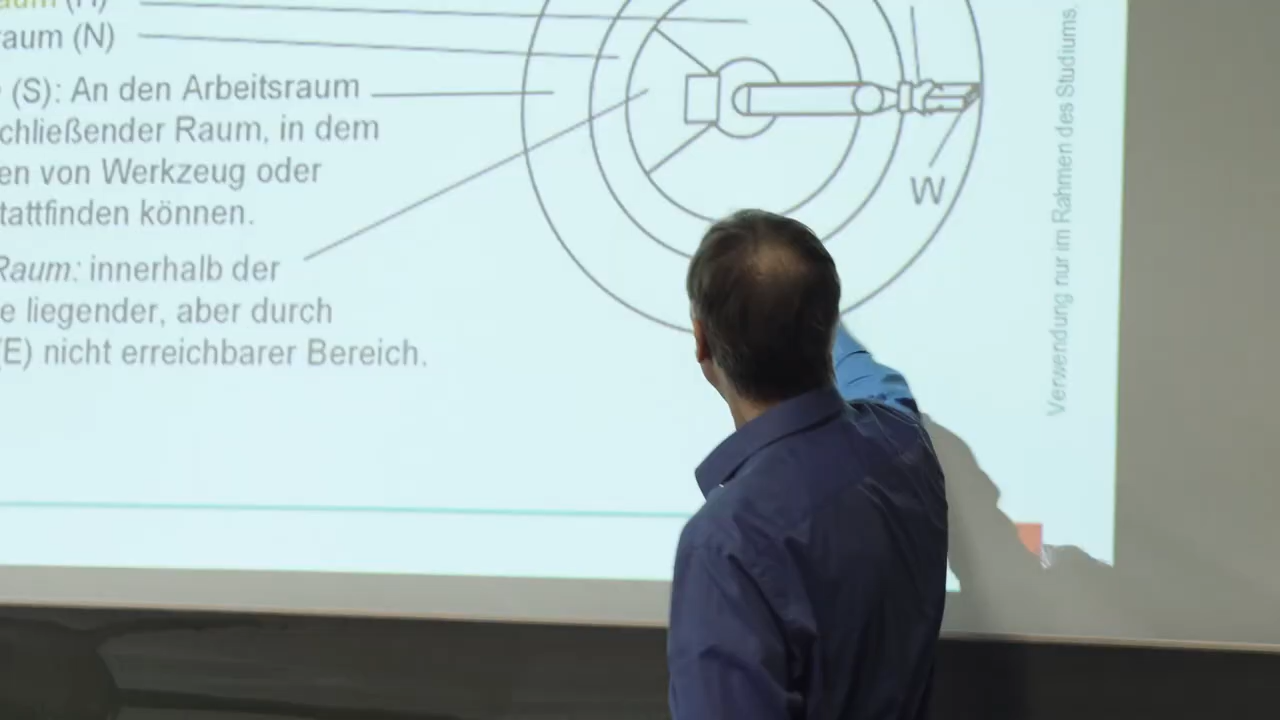 aum (H)
raum (N)
(S): An den Arbeitsraum
chließender Raum, in dem
en von Werkzeug oder
tattfinden können.
Raum: innerhalb der
e liegender, aber durch
(E) nicht erreichbarer Bereich.
W
Verwendung nur im Rahmen des Studiums.